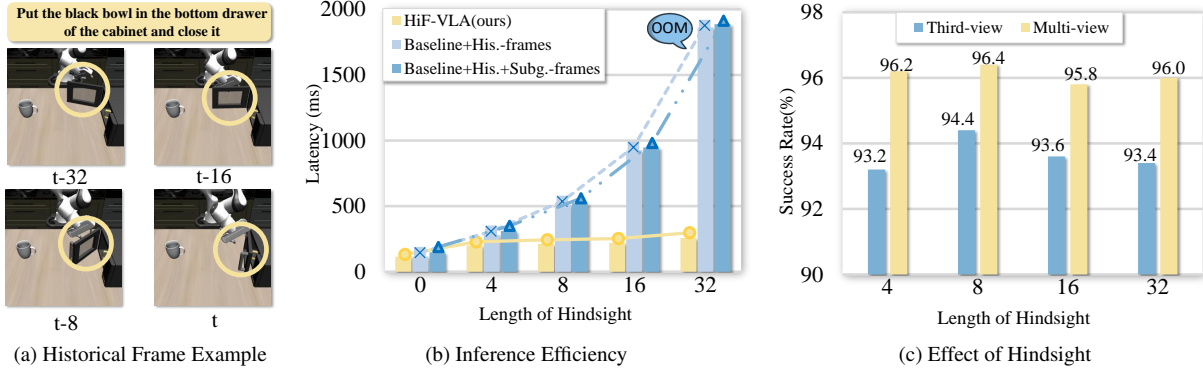 Put the black bowl in the bottom drawer
of the cabinet and close it
t-32
t-16
t-8
t
(a) Historical Frame Example
Latency (ms)
2000
1500
1000
500
0
HiF-VLA(ours)
Baseline+His.-frames
Baseline+His.+Subg.-frames
OOM
0
4
8
16
32
Length of Hindsight
(b) Inference Efficiency
Success Rate(%)
98
96
94
92
90
Third-view
Multi-view
93.2
96.2
94.4
96.4
93.6
95.8
93.4
96.0
4
8
16
32
Length of Hindsight
(c) Effect of Hindsight